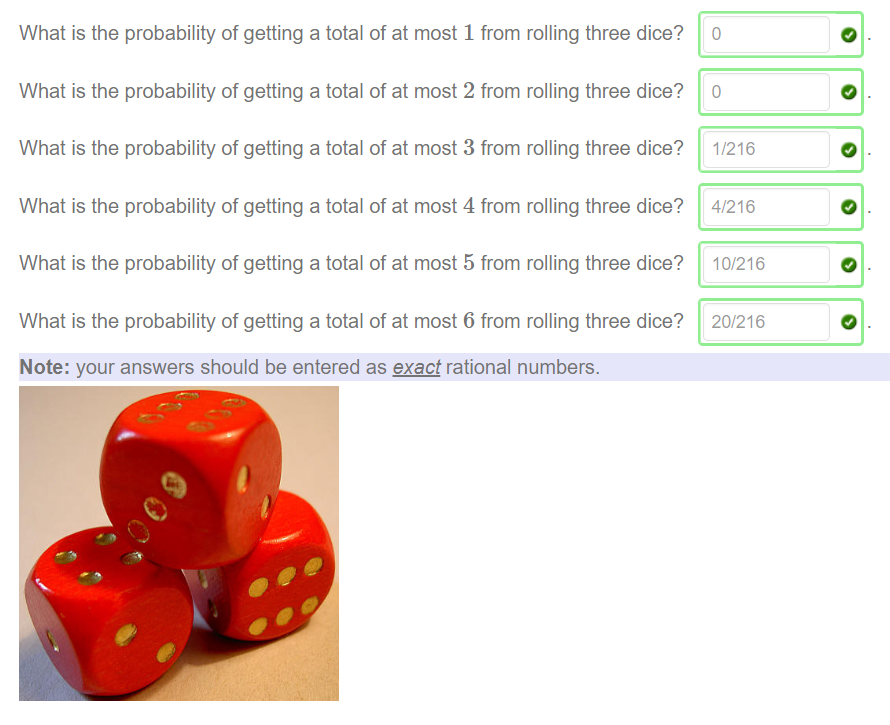 What is the probability of getting a total of at most 1 from rolling three dice? 0 .
What is the probability of getting a total of at most 2 from rolling three dice? 0 .
What is the probability of getting a total of at most 3 from rolling three dice? 1/216 .
What is the probability of getting a total of at most 4 from rolling three dice? 4/216 .
What is the probability of getting a total of at most 5 from rolling three dice? 10/216 .
What is the probability of getting a total of at most 6 from rolling three dice? 20/216 .
Note: your answers should be entered as exact rational numbers.